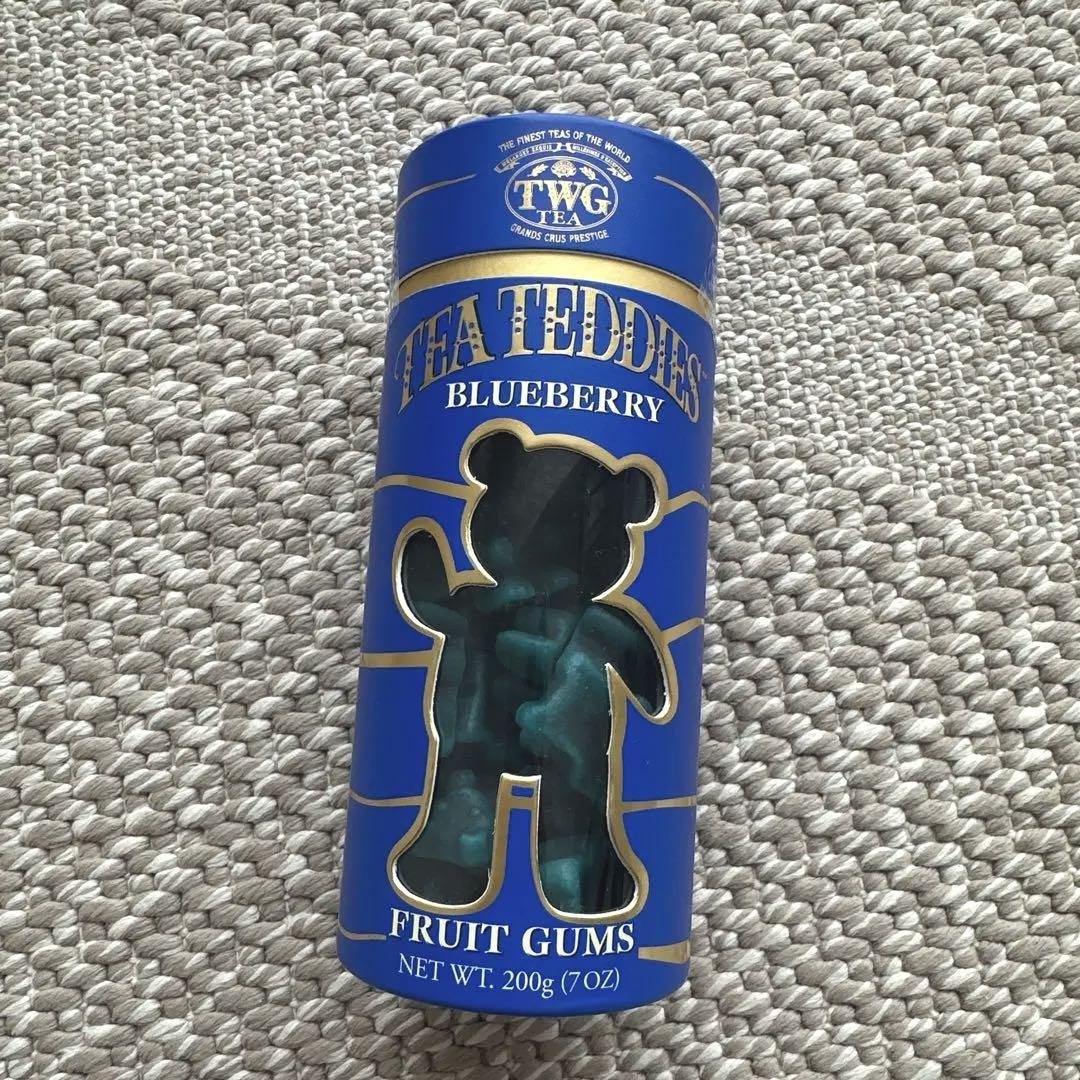 THE FINEST TEAS OF THE WORLD
TWG
TEA
GRANDS CRUS PRESTIGE
TEA TEDDIES
BLUEBERRY
FRUIT GUMS
NET WT. 200g (7 OZ)